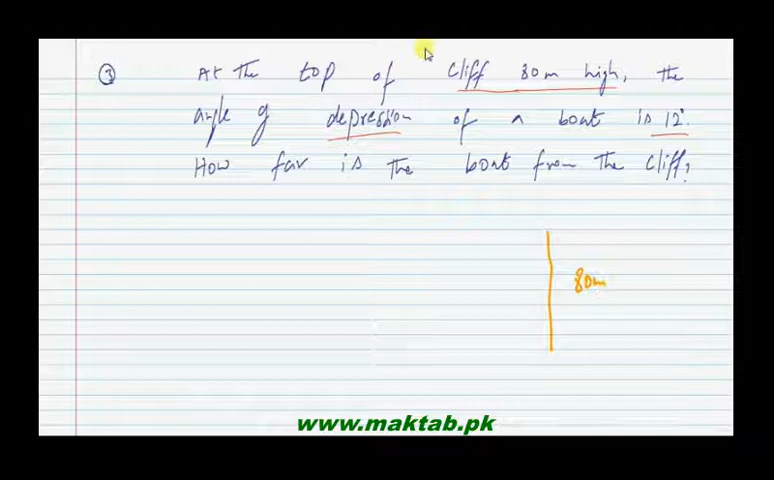 ③ At the top of cliff 80m high, the
angle of depression of a boat is 12°.
How far is the boat from the cliff?
80m
www.maktab.pk